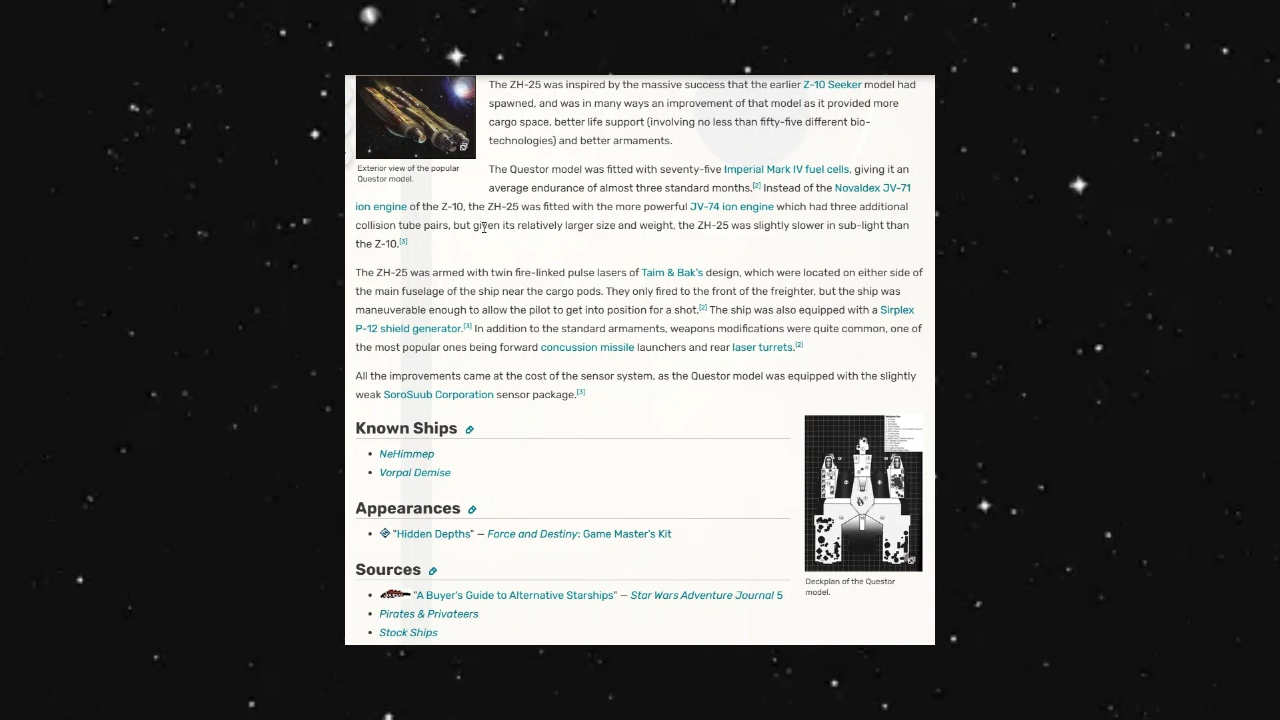 The ZH-25 was inspired by the massive success that the earlier Z-10 Seeker model had
spawned, and was in many ways an improvement of that model as it provided more
cargo space, better life support (involving no less than fifty-five different bio-
technologies) and better armaments.
Exterior view of the popular
Questor model.
The Questor model was fitted with seventy-five Imperial Mark IV fuel cells, giving it an
average endurance of almost three standard months.[2] Instead of the Novaldex JV-71
ion engine of the Z-10, the ZH-25 was fitted with the more powerful JV-74 ion engine which had three additional
collision tube pairs, but given its relatively larger size and weight, the ZH-25 was slightly slower in sub-light than
the Z-10.[3]
The ZH-25 was armed with twin fire-linked pulse lasers of Taim & Bak's design, which were located on either side of
the main fuselage of the ship near the cargo pods. They only fired to the front of the freighter, but the ship was
maneuverable enough to allow the pilot to get into position for a shot.[2] The ship was also equipped with a Sirplex
P-12 shield generator.[3] In addition to the standard armaments, weapons modifications were quite common, one of
the most popular ones being forward concussion missile launchers and rear laser turrets.[2]
All the improvements came at the cost of the sensor system, as the Questor model was equipped with the slightly
weak SoroSuub Corporation sensor package.[3]
Known Ships
• NeHimmep
• Vorpal Demise
Appearances
• "Hidden Depths" — Force and Destiny: Game Master's Kit
Sources
• "A Buyer's Guide to Alternative Starships" — Star Wars Adventure Journal 5
• Pirates & Privateers
• Stock Ships
Deckplan of the Questor
model.